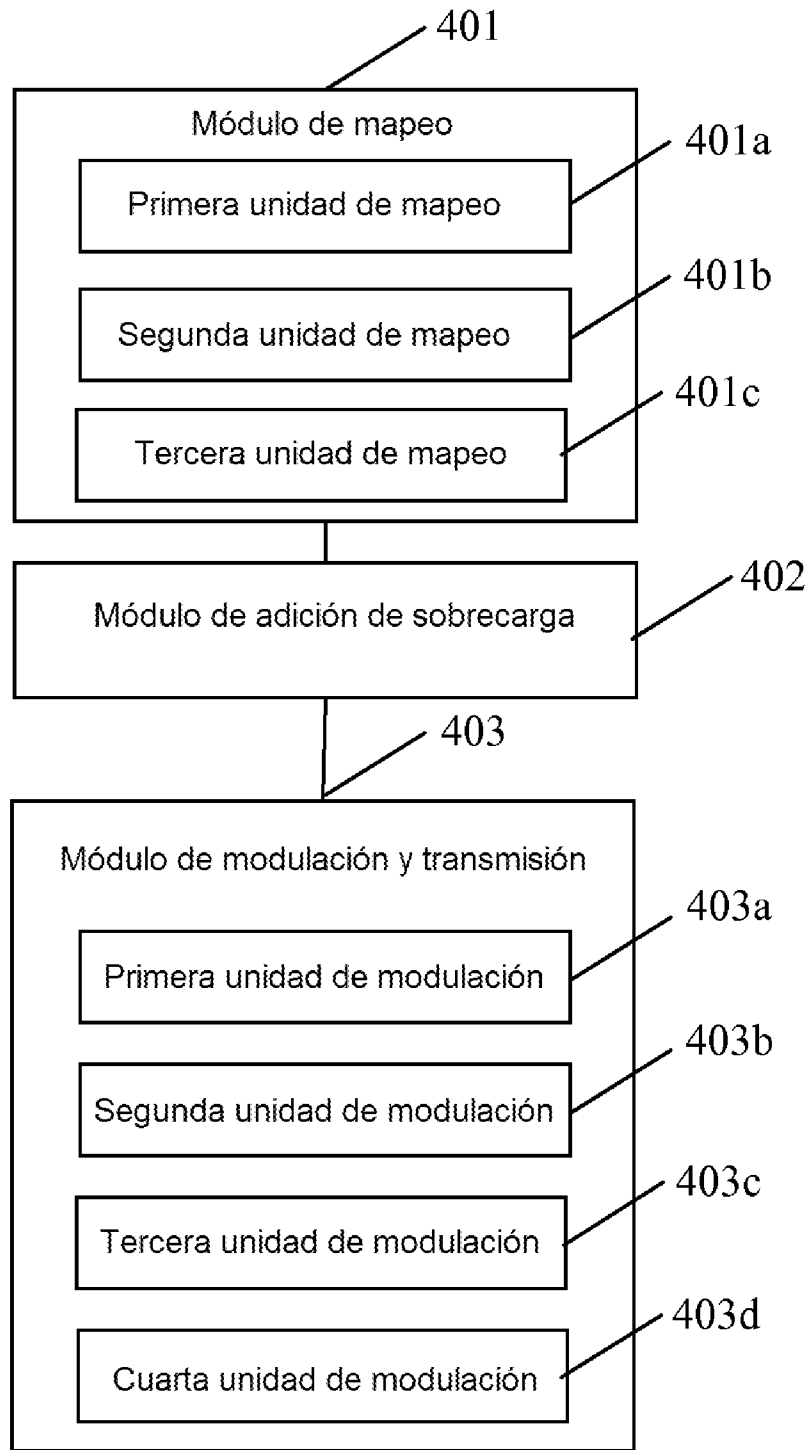 401
Módulo de mapeo
401a
Primera unidad de mapeo
401b
Segunda unidad de mapeo
401c
Tercera unidad de mapeo
402
Módulo de adición de sobrecarga
403
Módulo de modulación y transmisión
403a
Primera unidad de modulación
403b
Segunda unidad de modulación
403c
Tercera unidad de modulación
403d
Cuarta unidad de modulación